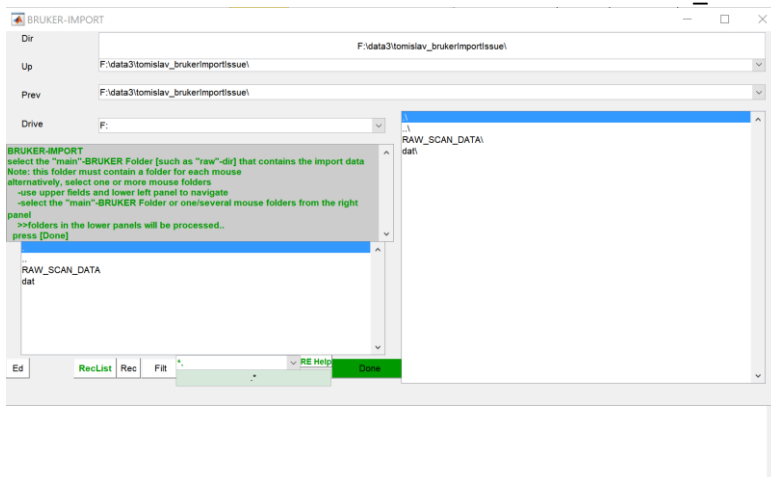 BRUKER-IMPORT
Dir
F:\data3\tomislav_brukerImportIssue\
Up
F:\data3\tomislav_brukerImportIssue\
Prev
F:\data3\tomislav_brukerImportIssue\
Drive
F:
BRUKER-IMPORT
select the "main"-BRUKER Folder [such as "raw"-dir] that contains the import data
Note: this folder must contain a folder for each mouse
alternatively, select one or more mouse folders
-use upper fields and lower left panel to navigate
-select the "main"-BRUKER Folder or one/several mouse folders from the right
panel
>>folders in the lower panels will be processed..
press [Done]
.
..
RAW_SCAN_DATA
dat
.\
..\
RAW_SCAN_DATA\
dat\
Ed
RecList
Rec
Filt
*,
RE Help
Done
.*